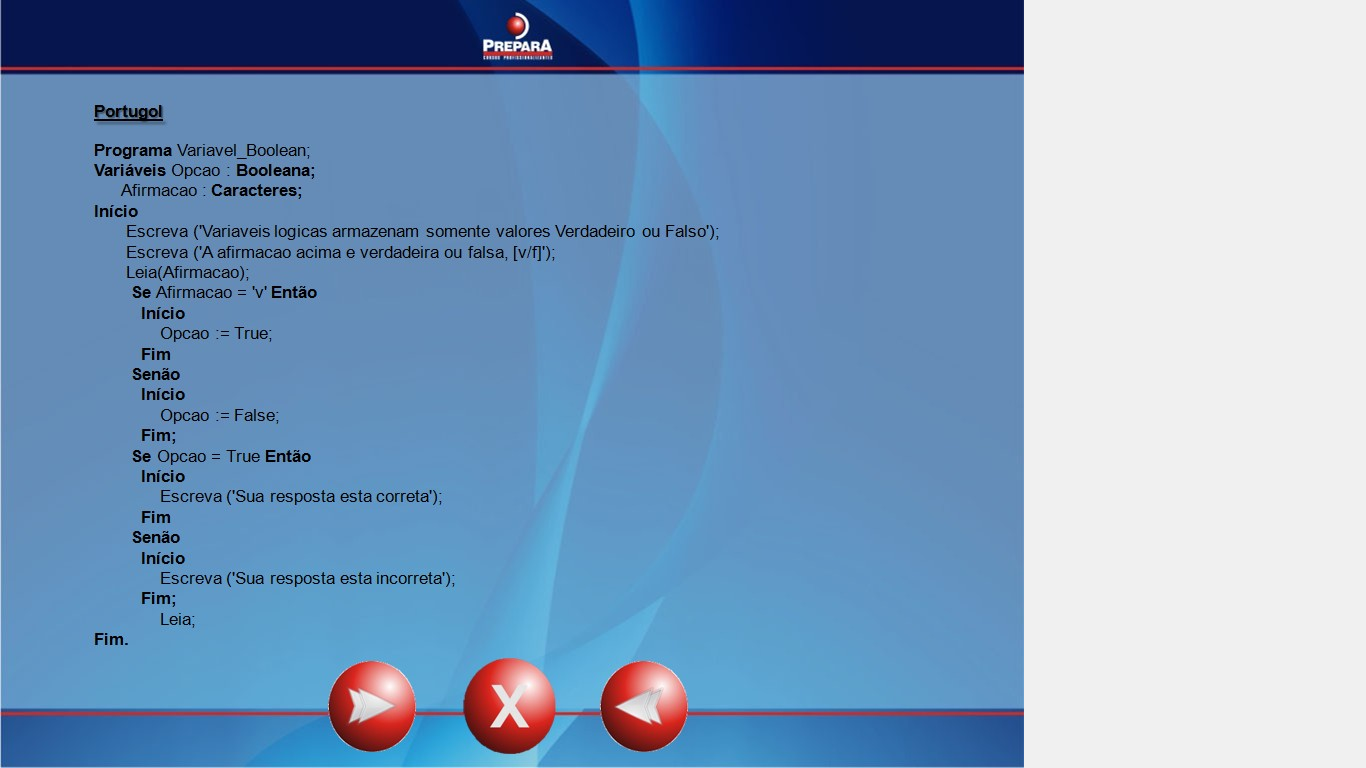 PREPARA
CURSOS PROFISSIONALIZANTES
Portugol
Programa Variavel_Boolean;
Variáveis Opcao : Booleana;
Afirmacao : Caracteres;
Início
Escreva ('Variaveis logicas armazenam somente valores Verdadeiro ou Falso');
Escreva ('A afirmacao acima e verdadeira ou falsa, [v/f]');
Leia(Afirmacao);
Se Afirmacao = 'v' Então
Início
Opcao := True;
Fim
Senão
Início
Opcao := False;
Fim;
Se Opcao = True Então
Início
Escreva ('Sua resposta esta correta');
Fim
Senão
Início
Escreva ('Sua resposta esta incorreta');
Fim;
Leia;
Fim.
X